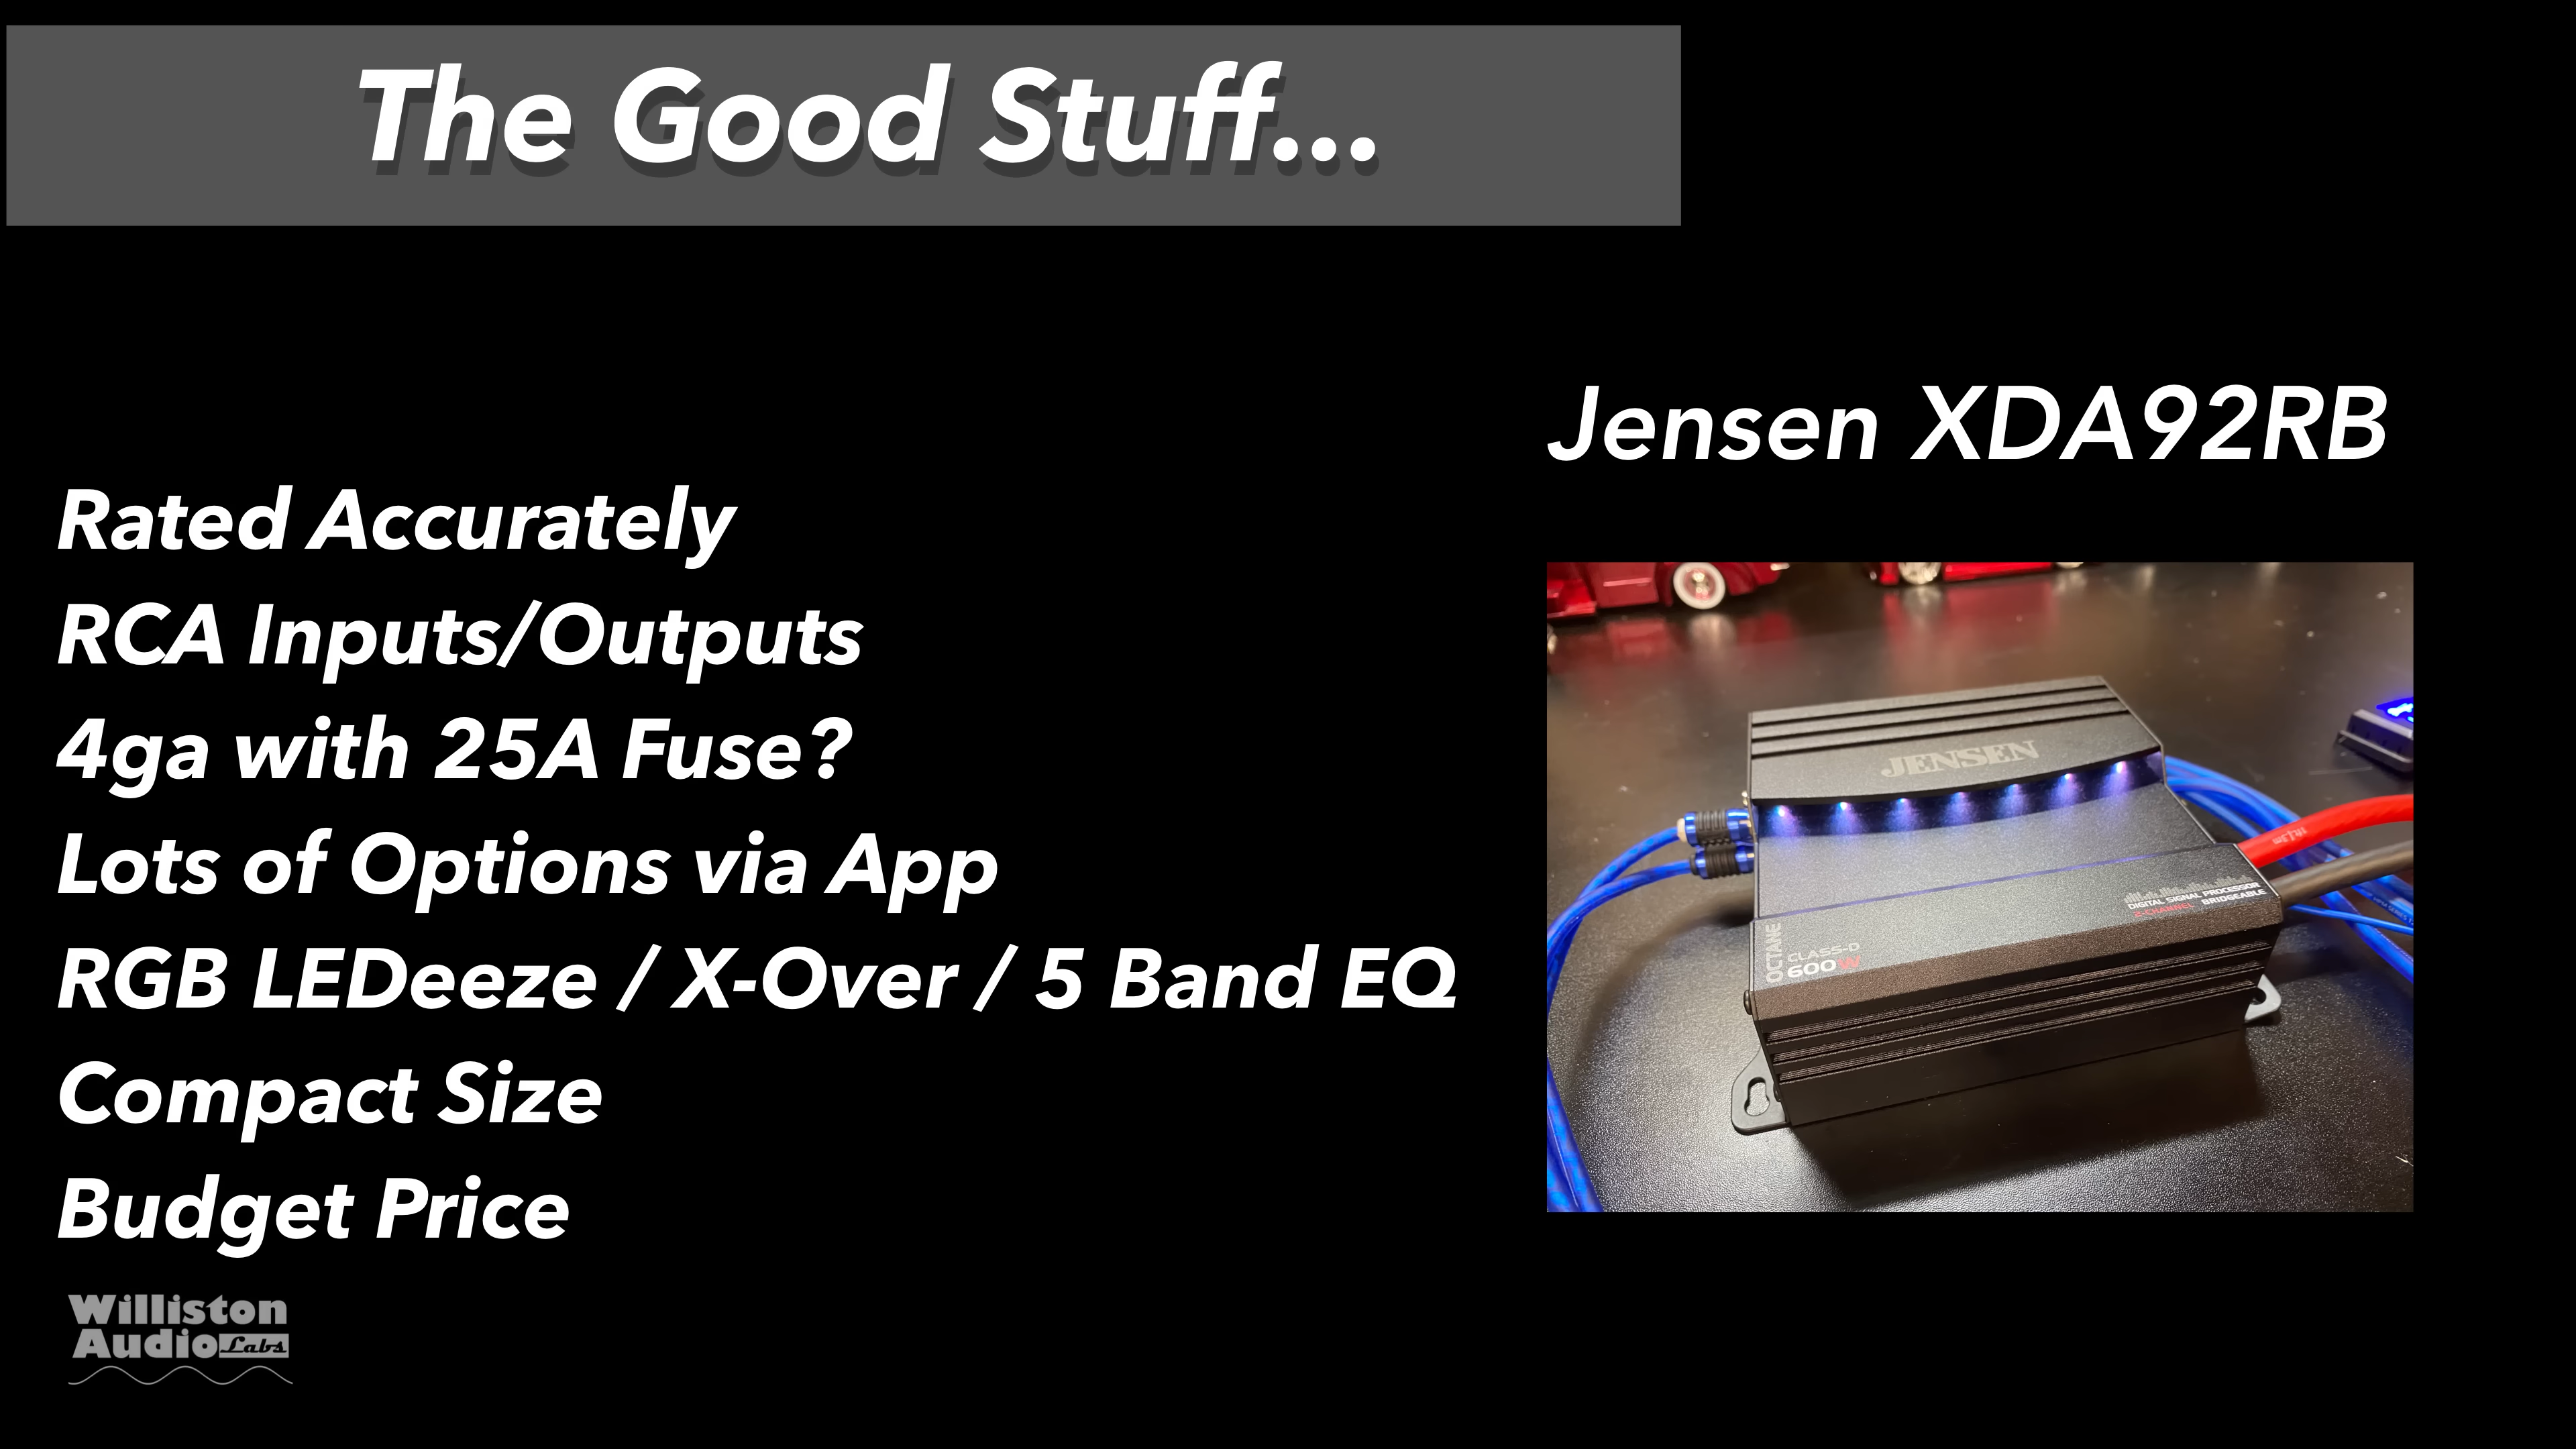 The Good Stuff...
Jensen XDA92RB
Rated Accurately
RCA Inputs/Outputs
4ga with 25A Fuse?
Lots of Options via App
RGB LEDeeze / X-Over / 5 Band EQ
Compact Size
Budget Price
JENSEN
DIGITAL SIGNAL PROCESSOR
2-CHANNEL BRIDGEABLE
OCTANE
CLASS-D
600W
Williston
Audio Labs